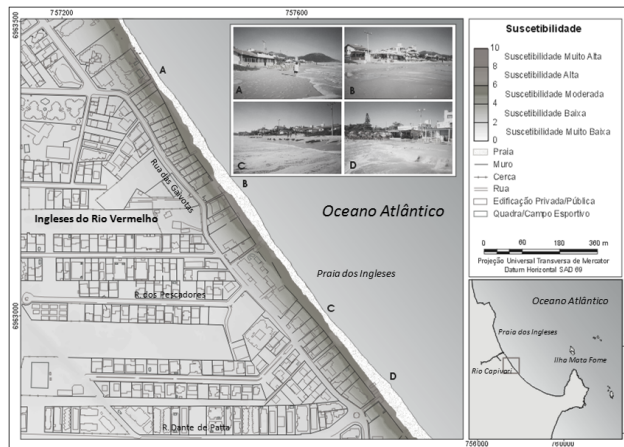 757200
757600
6963500
6963000
A
B
C
D
A
B
C
D
Rua das Gaivotas
Ingleses do Rio Vermelho
Oceano Atlântico
Praia dos Ingleses
R. dos Pescadores
R. Dante de Patta
Suscetibilidade
10
8
6
4
2
0
Suscetibilidade Muito Alta
Suscetibilidade Alta
Suscetibilidade Moderada
Suscetibilidade Baixa
Suscetibilidade Muito Baixa
Praia
Muro
Cerca
Rua
Edificação Privada/Pública
Quadra/Campo Esportivo
0 60 180 360 m
Projeção Universal Transversa de Mercator
Datum Horizontal SAD 69
Oceano Atlântico
Praia dos Ingleses
Ilha Mata Fome
Rio Capivari
756000
760000